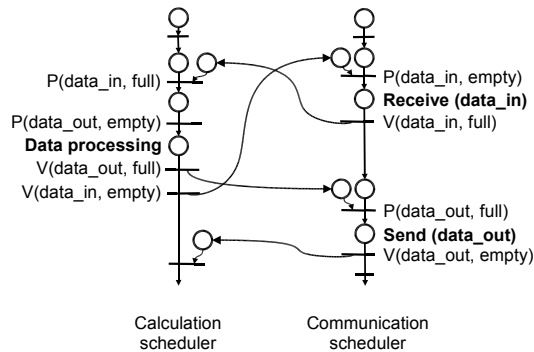 P(data_in, full)
P(data_out, empty)
Data processing
V(data_out, full)
V(data_in, empty)
P(data_in, empty)
Receive (data_in)
V(data_in, full)
P(data_out, full)
Send (data_out)
V(data_out, empty)
Calculation
scheduler
Communication
scheduler